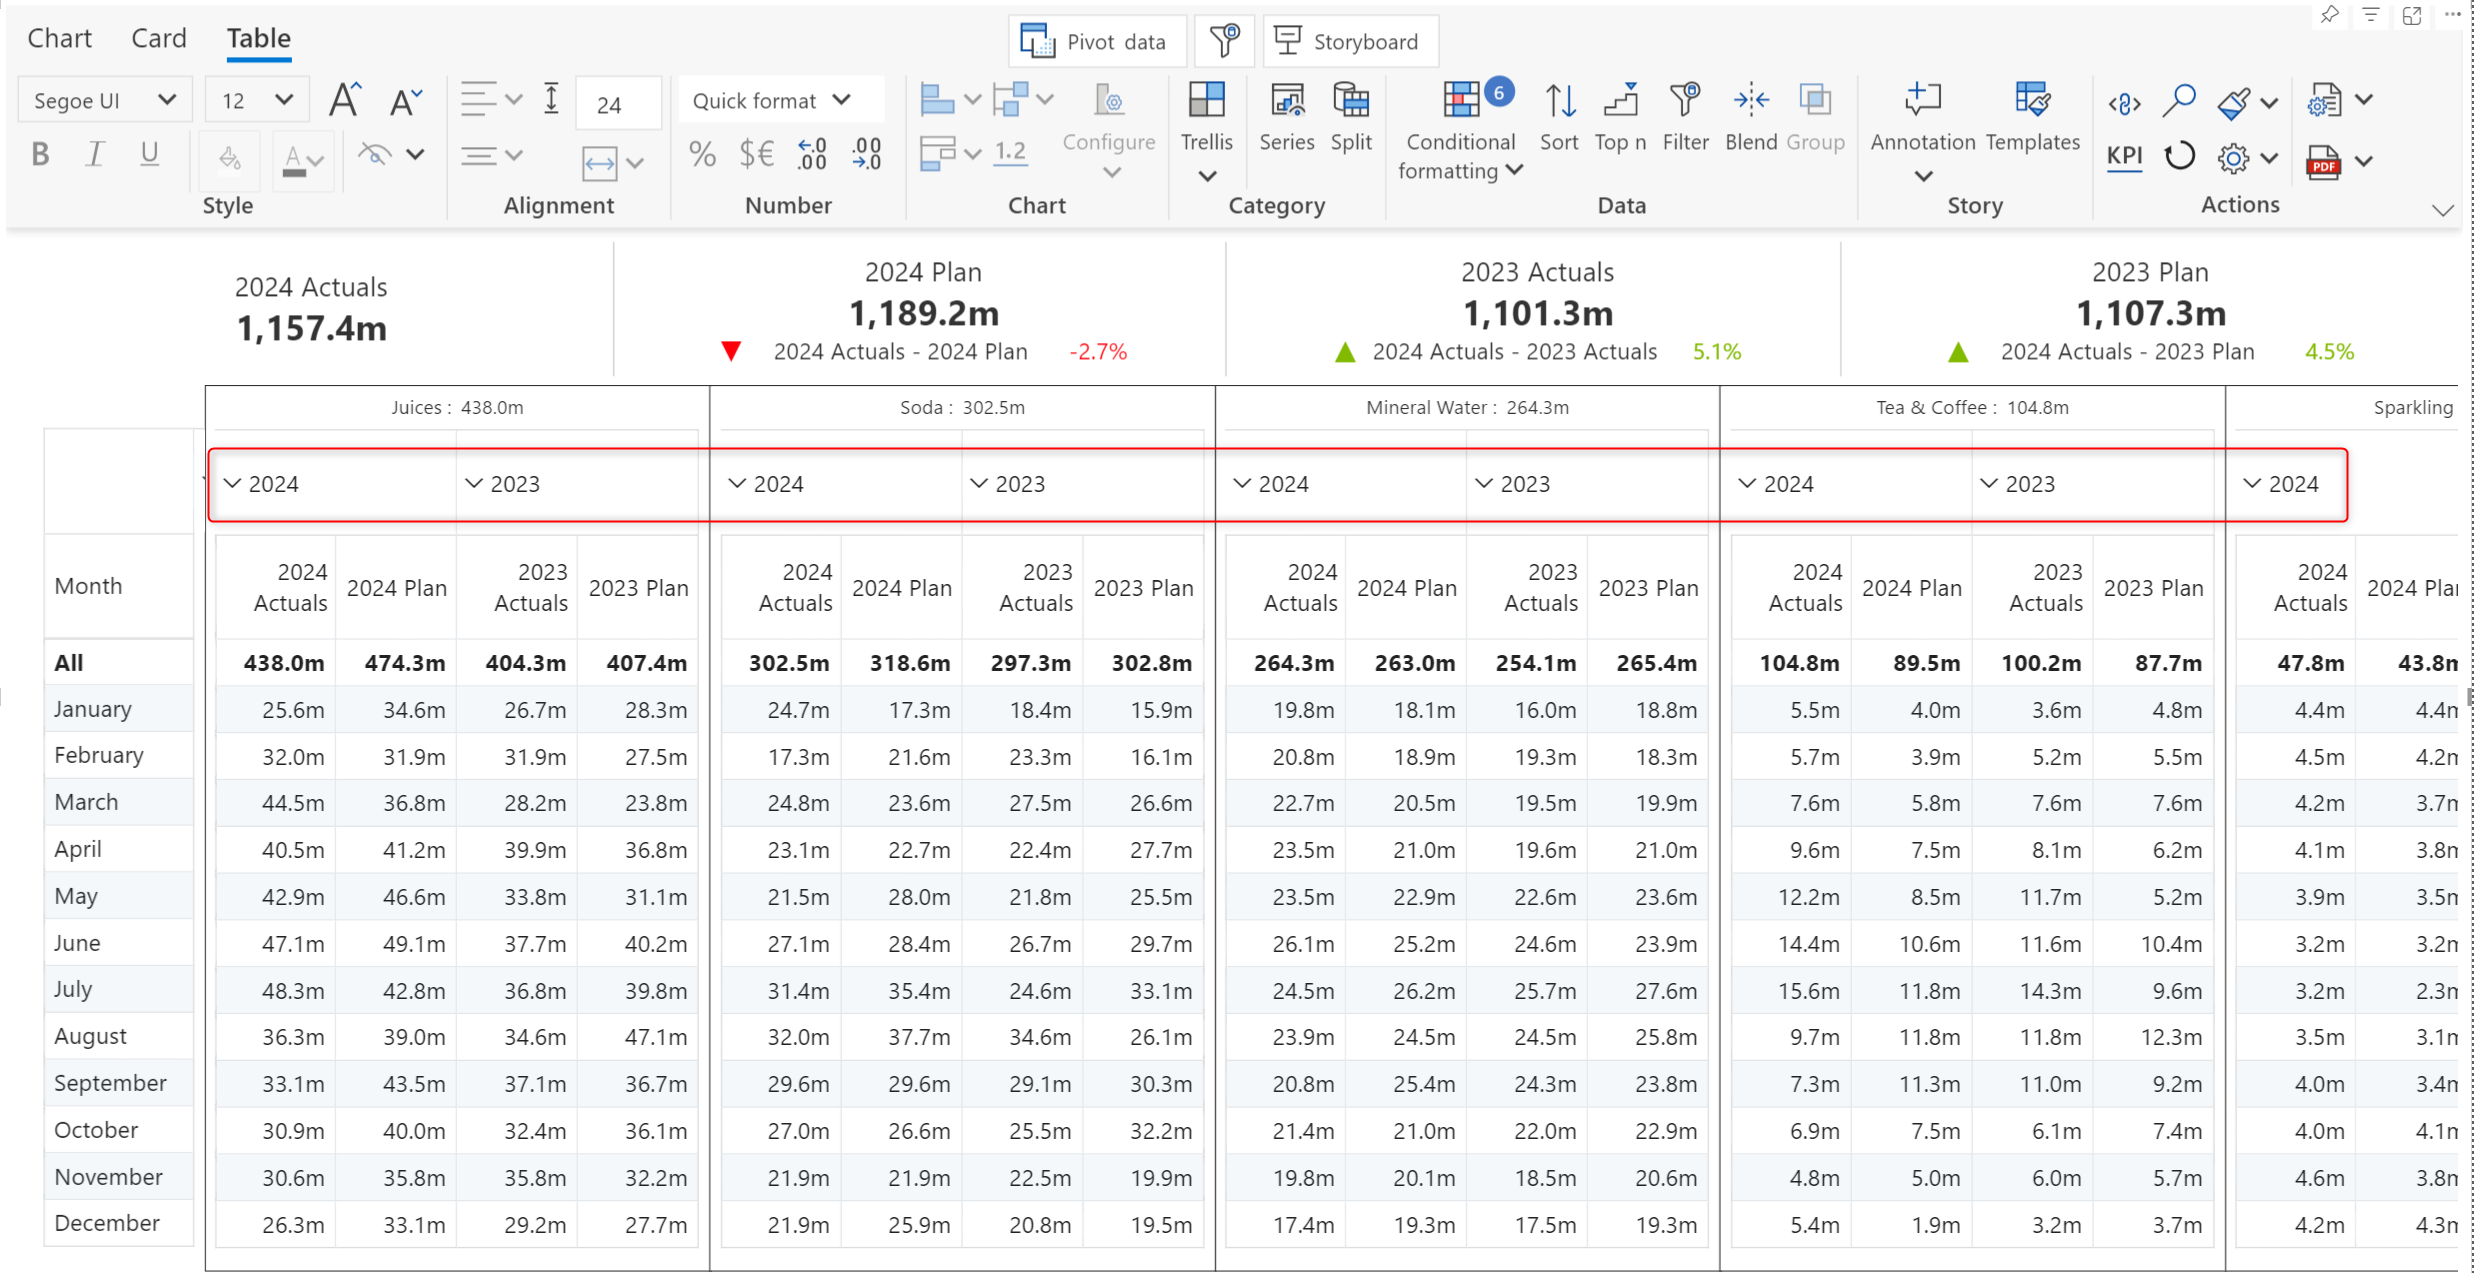 Chart Card Table
Pivot data Storyboard
Segoe UI 12 A A 24 Quick format 6
B I U A % $€ .0 .00 .00 .0 1.2 Configure Trellis Series Split Conditional formatting Sort Top n Filter Blend Group Annotation Templates KPI PDF
Style Alignment Number Chart Category Data Story Actions
2024 Actuals
1,157.4m
2024 Plan
1,189.2m
2024 Actuals - 2024 Plan -2.7%
2023 Actuals
1,101.3m
2024 Actuals - 2023 Actuals 5.1%
2023 Plan
1,107.3m
2024 Actuals - 2023 Plan 4.5%
Juices : 438.0m Soda : 302.5m Mineral Water : 264.3m Tea & Coffee : 104.8m Sparkling
2024 2023 2024 2023 2024 2023 2024 2023 2024
Month 2024 Actuals 2024 Plan 2023 Actuals 2023 Plan 2024 Actuals 2024 Plan 2023 Actuals 2023 Plan 2024 Actuals 2024 Plan 2023 Actuals 2023 Plan 2024 Actuals 2024 Plan 2023 Actuals 2023 Plan 2024 Actuals 2024
All 438.0m 474.3m 404.3m 407.4m 302.5m 318.6m 297.3m 302.8m 264.3m 263.0m 254.1m 265.4m 104.8m 89.5m 100.2m 87.7m 47.8m 43.8
January 25.6m 34.6m 26.7m 28.3m 24.7m 17.3m 18.4m 15.9m 19.8m 18.1m 16.0m 18.8m 5.5m 4.0m 3.6m 4.8m 4.4m 4.4
February 32.0m 31.9m 31.9m 27.5m 17.3m 21.6m 23.3m 16.1m 20.8m 18.9m 19.3m 18.3m 5.7m 3.9m 5.2m 5.5m 4.5m 4.2
March 44.5m 36.8m 28.2m 23.8m 24.8m 23.6m 27.5m 26.6m 22.7m 20.5m 19.5m 19.9m 7.6m 5.8m 7.6m 7.6m 4.2m 3.7
April 40.5m 41.2m 39.9m 36.8m 23.1m 22.7m 22.4m 27.7m 23.5m 21.0m 19.6m 21.0m 9.6m 7.5m 8.1m 6.2m 4.1m 3.8
May 42.9m 46.6m 33.8m 31.1m 21.5m 28.0m 21.8m 25.5m 23.5m 22.9m 22.6m 23.6m 12.2m 8.5m 11.7m 5.2m 3.9m 3.5
June 47.1m 49.1m 37.7m 40.2m 27.1m 28.4m 26.7m 29.7m 26.1m 25.2m 24.6m 23.9m 14.4m 10.6m 11.6m 10.4m 3.2m 3.2
July 48.3m 42.8m 36.8m 39.8m 31.4m 35.4m 24.6m 33.1m 24.5m 26.2m 25.7m 27.6m 15.6m 11.8m 14.3m 9.6m 3.2m 2.3
August 36.3m 39.0m 34.6m 47.1m 32.0m 37.7m 34.6m 26.1m 23.9m 24.5m 24.5m 25.8m 9.7m 11.8m 11.8m 12.3m 3.5m 3.1
September 33.1m 43.5m 37.1m 36.7m 29.6m 29.6m 29.1m 30.3m 20.8m 25.4m 24.3m 23.8m 7.3m 11.3m 11.0m 9.2m 4.0m 3.4
October 30.9m 40.0m 32.4m 36.1m 27.0m 26.6m 25.5m 32.2m 21.4m 21.0m 22.0m 22.9m 6.9m 7.5m 6.1m 7.4m 4.0m 4.1
November 30.6m 35.8m 35.8m 32.2m 21.9m 21.9m 22.5m 19.9m 19.8m 20.1m 18.5m 20.6m 4.8m 5.0m 6.0m 5.7m 4.6m 3.8
December 26.3m 33.1m 29.2m 27.7m 21.9m 25.9m 20.8m 19.5m 17.4m 19.3m 17.5m 19.3m 5.4m 1.9m 3.2m 3.7m 4.2m 4.3